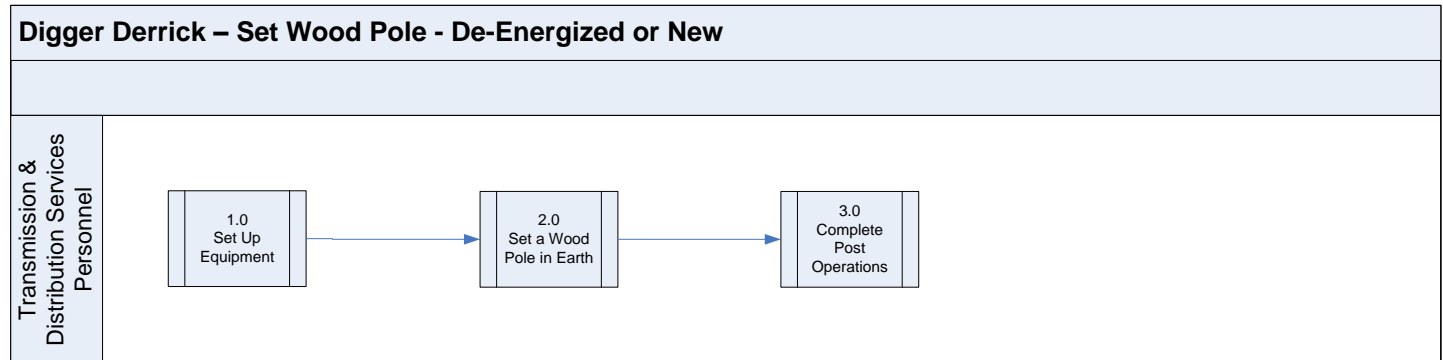 Digger Derrick – Set Wood Pole - De-Energized or New
Transmission &
Distribution Services
Personnel
1.0
Set Up
Equipment
2.0
Set a Wood
Pole in Earth
3.0
Complete
Post
Operations